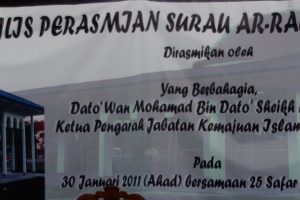 ILIS PERASMIAN SURAU AR-RA
Dirasmikan oleh
Yang Berbahagia,
Dato' Wan Mohamad Bin Dato' Sheikh
Ketua Pengarah Jabatan Kemajuan Islam
Pada
30 Januari 2011 (Ahad) bersamaan 25 Safar